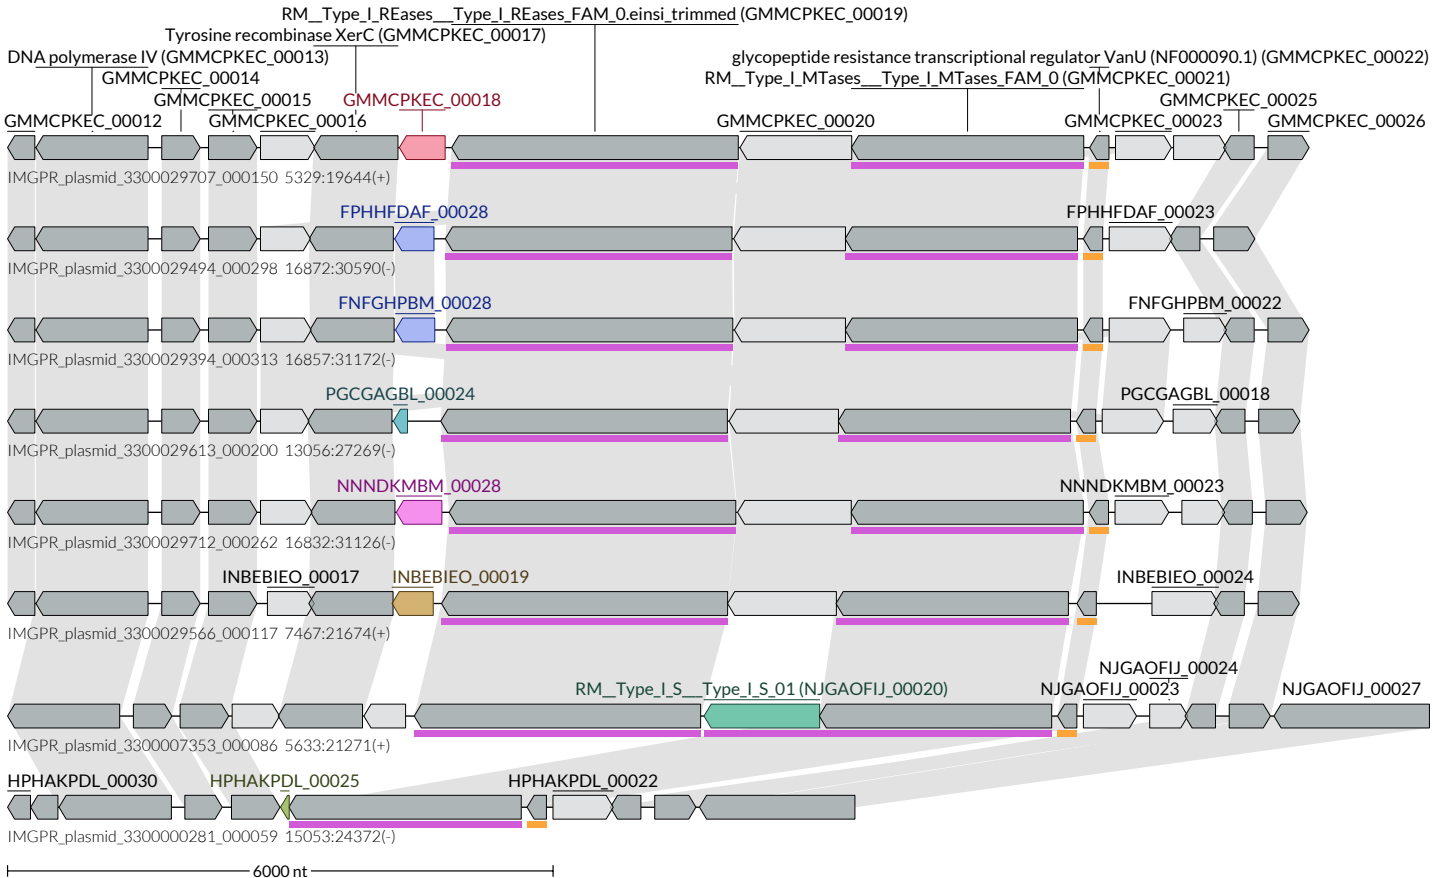 RM__Type_I_REases___Type_I_REases_FAM_0.einsi_trimmed (GMMCPKEC_00019)
Tyrosine recombinase XerC (GMMCPKEC_00017)
DNA polymerase IV (GMMCPKEC_00013)
glycopeptide resistance transcriptional regulator VanU (NF000090.1) (GMMCPKEC_00022)
GMMCPKEC_00014
RM__Type_I_MTases___Type_I_MTases_FAM_0 (GMMCPKEC_00021)
GMMCPKEC_00015
GMMCPKEC_00018
GMMCPKEC_00025
GMMCPKEC_00012
GMMCPKEC_00016
GMMCPKEC_00020
GMMCPKEC_00023
GMMCPKEC_00026
IMGPR_plasmid_3300029707_000150 5329:19644(+)
FPHHFDAF_00028
FPHHFDAF_00023
IMGPR_plasmid_3300029494_000298 16872:30590(-)
FNFGHPBM_00028
FNFGHPBM_00022
IMGPR_plasmid_3300029394_000313 16857:31172(-)
PGCGAGBL_00024
PGCGAGBL_00018
IMGPR_plasmid_3300029613_000200 13056:27269(-)
NNNDKMBM_00028
NNNDKMBM_00023
IMGPR_plasmid_3300029712_000262 16832:31126(-)
INBEBIEO_00017
INBEBIEO_00019
INBEBIEO_00024
IMGPR_plasmid_3300029566_000117 7467:21674(+)
NJGAOFIJ_00024
RM__Type_I_S___Type_I_S_01 (NJGAOFIJ_00020)
NJGAOFIJ_00023
NJGAOFIJ_00027
IMGPR_plasmid_3300007353_000086 5633:21271(+)
HPHAKPDL_00030
HPHAKPDL_00025
HPHAKPDL_00022
IMGPR_plasmid_3300000281_000059 15053:24372(-)
6000 nt